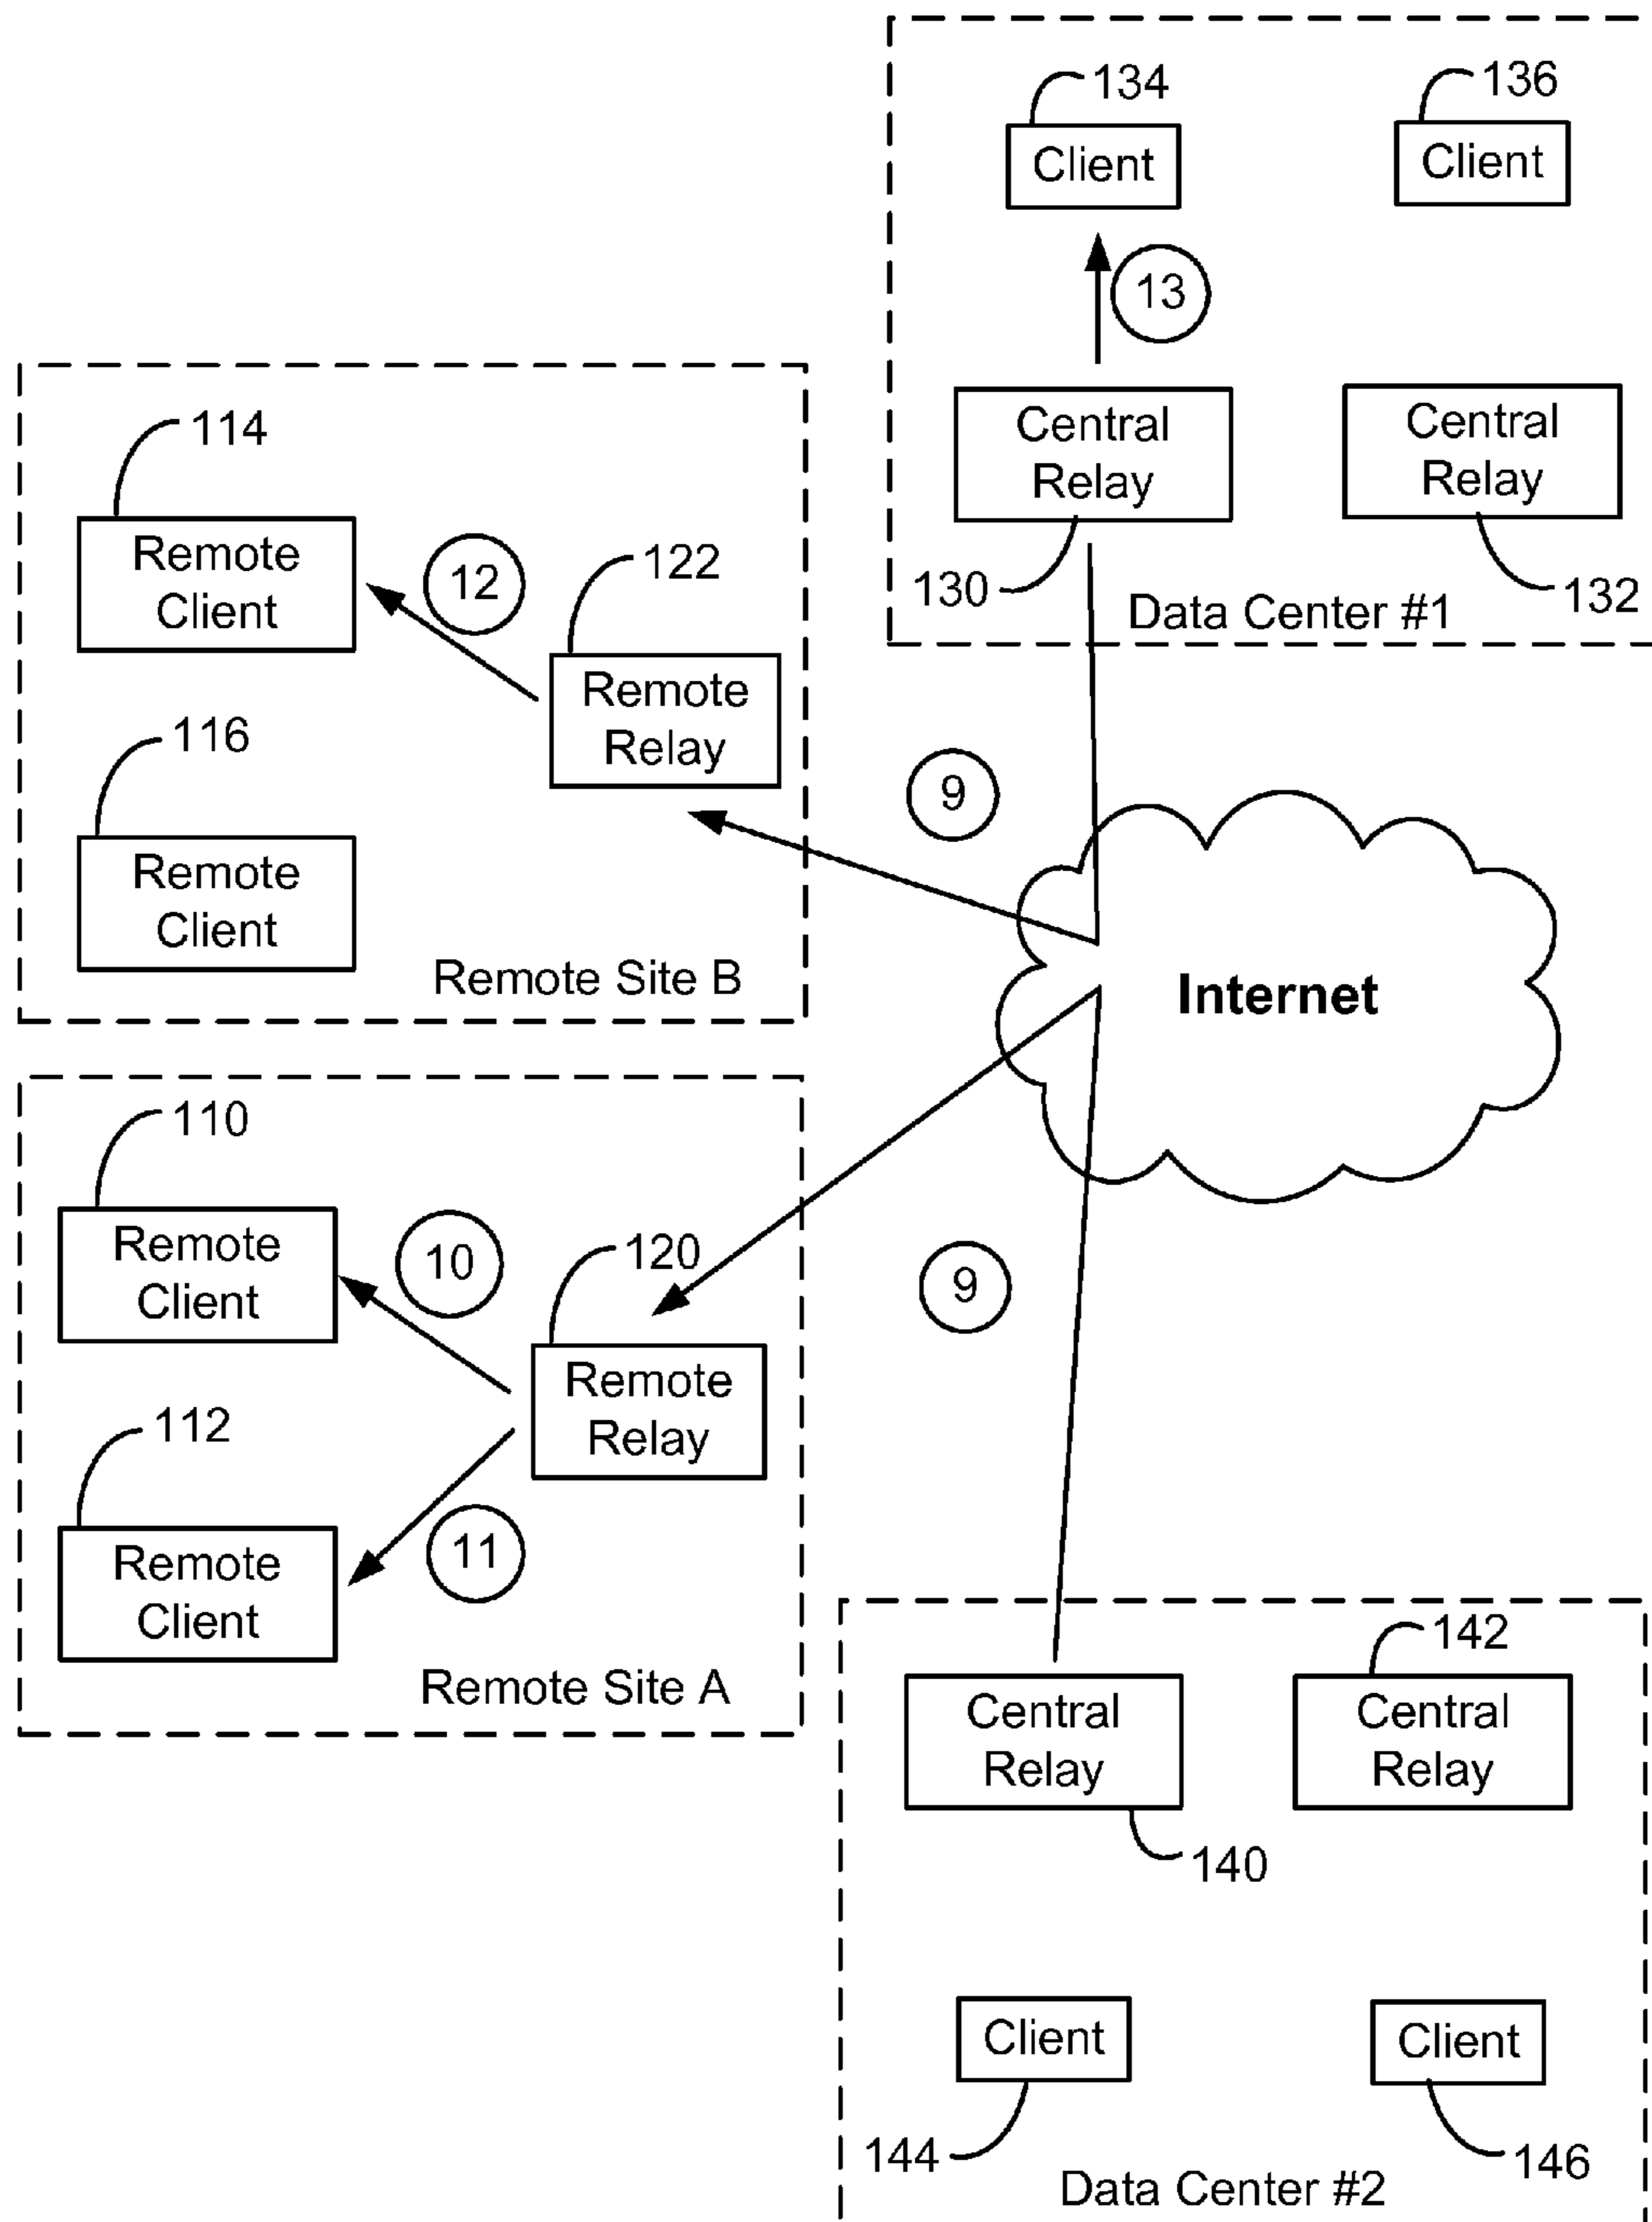 134
136
Client
Client
13
Central
Relay
Central
Relay
130
132
Data Center #1
114
Remote
Client
12
122
Remote
Relay
116
Remote
Client
Remote Site B
9
Internet
110
Remote
Client
10
120
Remote
Relay
112
Remote
Client
11
Remote Site A
9
142
Central
Relay
Central
Relay
140
Client
Client
144
146
Data Center #2